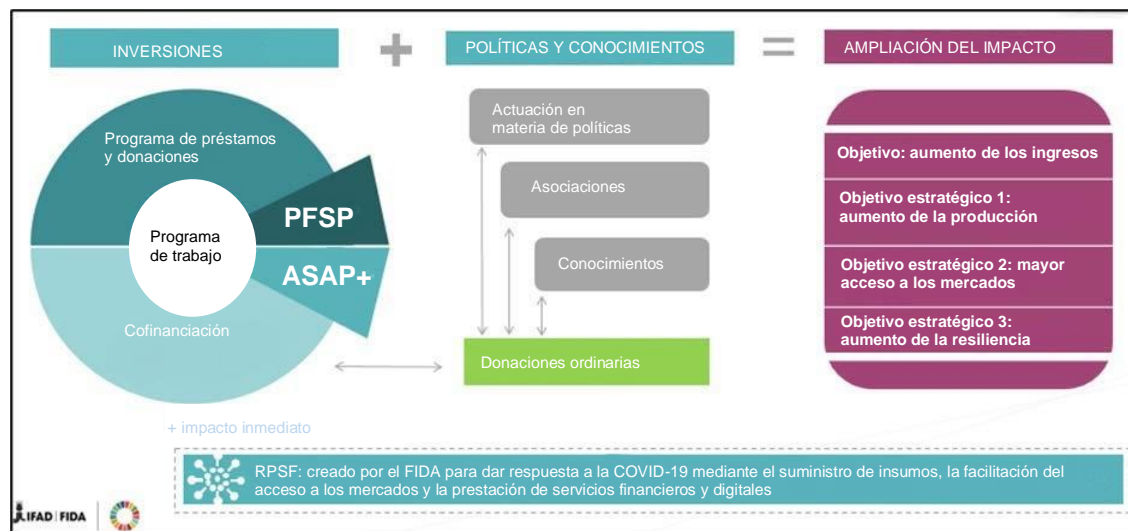 INVERSIONES
+
POLÍTICAS Y CONOCIMIENTOS
=
AMPLIACIÓN DEL IMPACTO
Programa de préstamos
y donaciones
PFSP
Programa
de trabajo
ASAP+
Cofinanciación
Actuación en
materia de políticas
Asociaciones
Conocimientos
Donaciones ordinarias
Objetivo: aumento de los ingresos
Objetivo estratégico 1:
aumento de la producción
Objetivo estratégico 2: mayor
acceso a los mercados
Objetivo estratégico 3:
aumento de la resiliencia
+ impacto inmediato
RPSF: creado por el FIDA para dar respuesta a la COVID-19 mediante el suministro de insumos, la facilitación del
acceso a los mercados y la prestación de servicios financieros y digitales
IFAD | FIDA